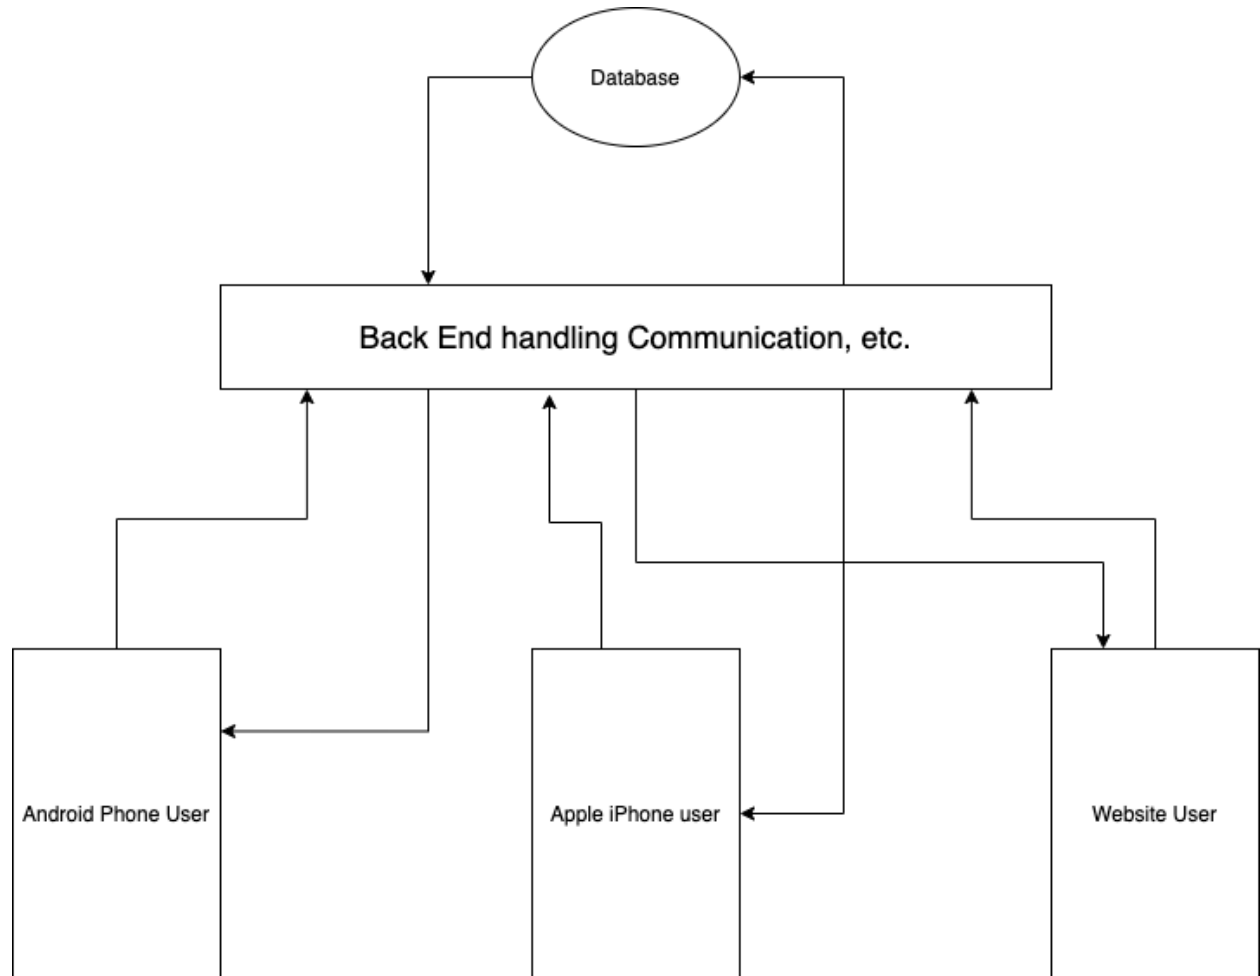 Database
Back End handling Communication, etc.
Android Phone User
Apple iPhone user
Website User